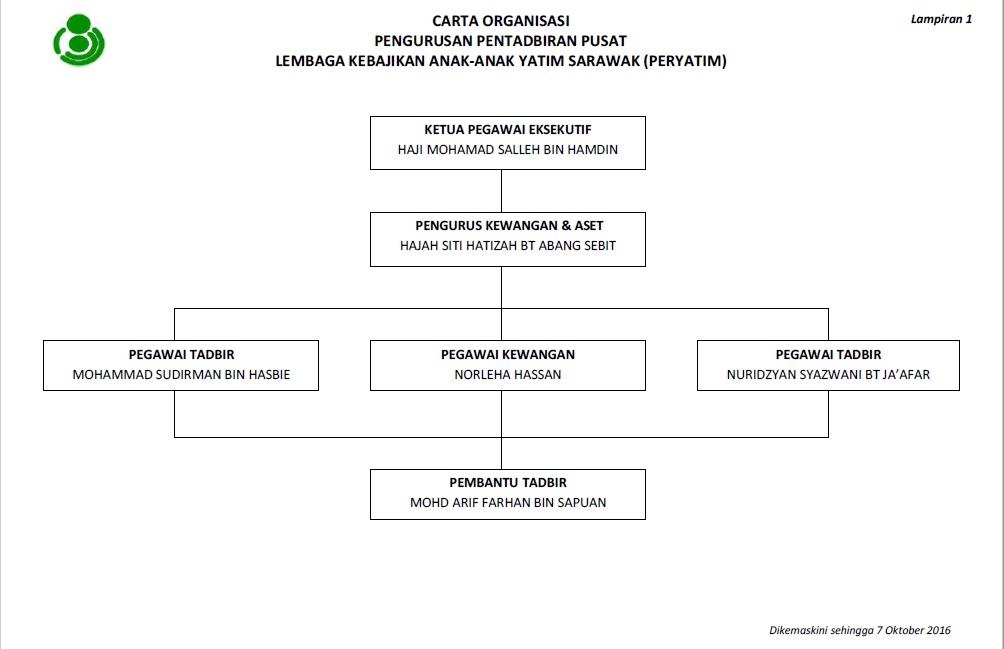 CARTA ORGANISASI
PENGURUSAN PENTADBIRAN PUSAT
LEMBAGA KEBAJIKAN ANAK-ANAK YATIM SARAWAK (PERYATIM)
Lampiran 1
KETUA PEGAWAI EKSEKUTIF
HAJI MOHAMAD SALLEH BIN HAMDIN
PENGURUS KEWANGAN & ASET
HAJAH SITI HATIZAH BT ABANG SEBIT
PEGAWAI TADBIR
MOHAMMAD SUDIRMAN BIN HASBIE
PEGAWAI KEWANGAN
NORLEHA HASSAN
PEGAWAI TADBIR
NURIDZYAN SYAZWANI BT JA’AFAR
PEMBANTU TADBIR
MOHD ARIF FARHAN BIN SAPUAN
Dikemaskini sehingga 7 Oktober 2016